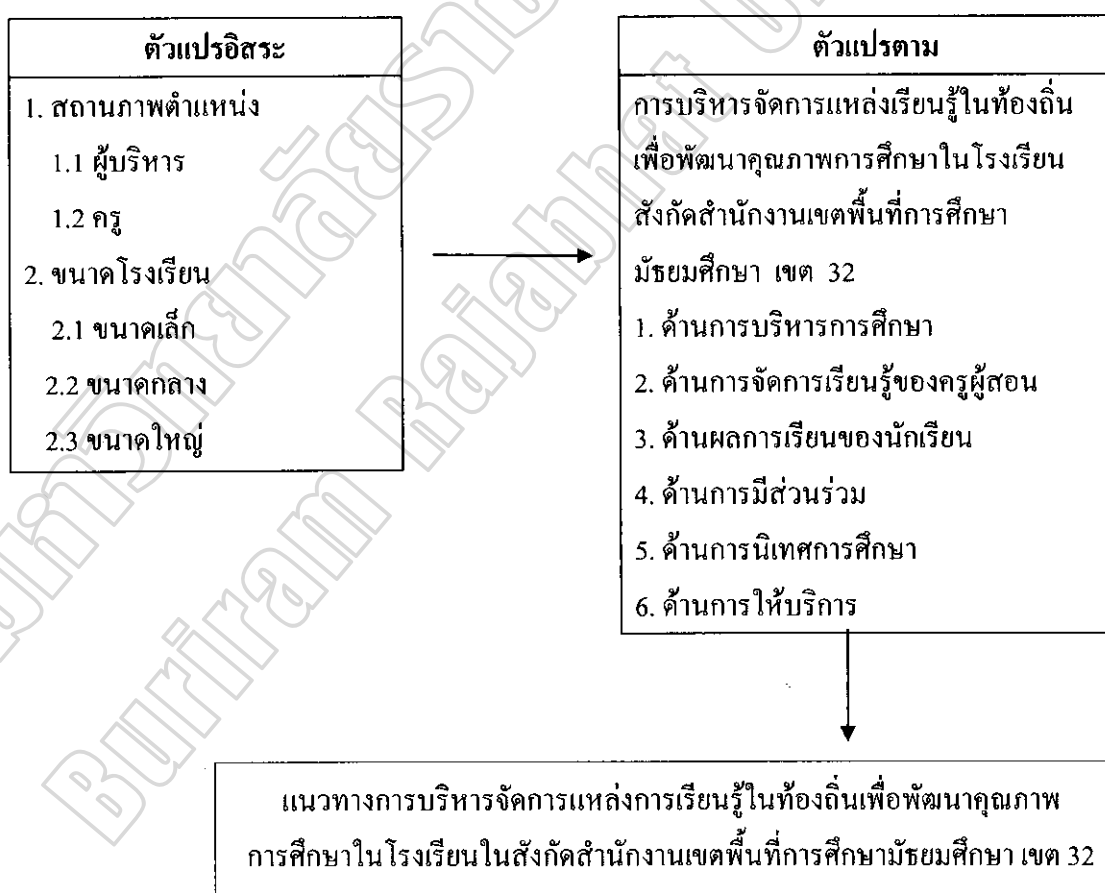 ตัวแปรอิสระ
1. สถานภาพตำแหน่ง
1.1 ผู้บริหาร
1.2 ครู
2. ขนาดโรงเรียน
2.1 ขนาดเล็ก
2.2 ขนาดกลาง
2.3 ขนาดใหญ่
ตัวแปรตาม
การบริหารจัดการแหล่งเรียนรู้ในท้องถิ่น
เพื่อพัฒนาคุณภาพการศึกษาในโรงเรียน
สังกัดสำนักงานเขตพื้นที่การศึกษา
มัธยมศึกษา เขต 32
1. ด้านการบริหารการศึกษา
2. ด้านการจัดการเรียนรู้ของครูผู้สอน
3. ด้านผลการเรียนของนักเรียน
4. ด้านการมีส่วนร่วม
5. ด้านการนิเทศการศึกษา
6. ด้านการให้บริการ
แนวทางการบริหารจัดการแหล่งการเรียนรู้ในท้องถิ่นเพื่อพัฒนาคุณภาพ
การศึกษาในโรงเรียนในสังกัดสำนักงานเขตพื้นที่การศึกษามัธยมศึกษา เขต 32
Buriram Rajabhat